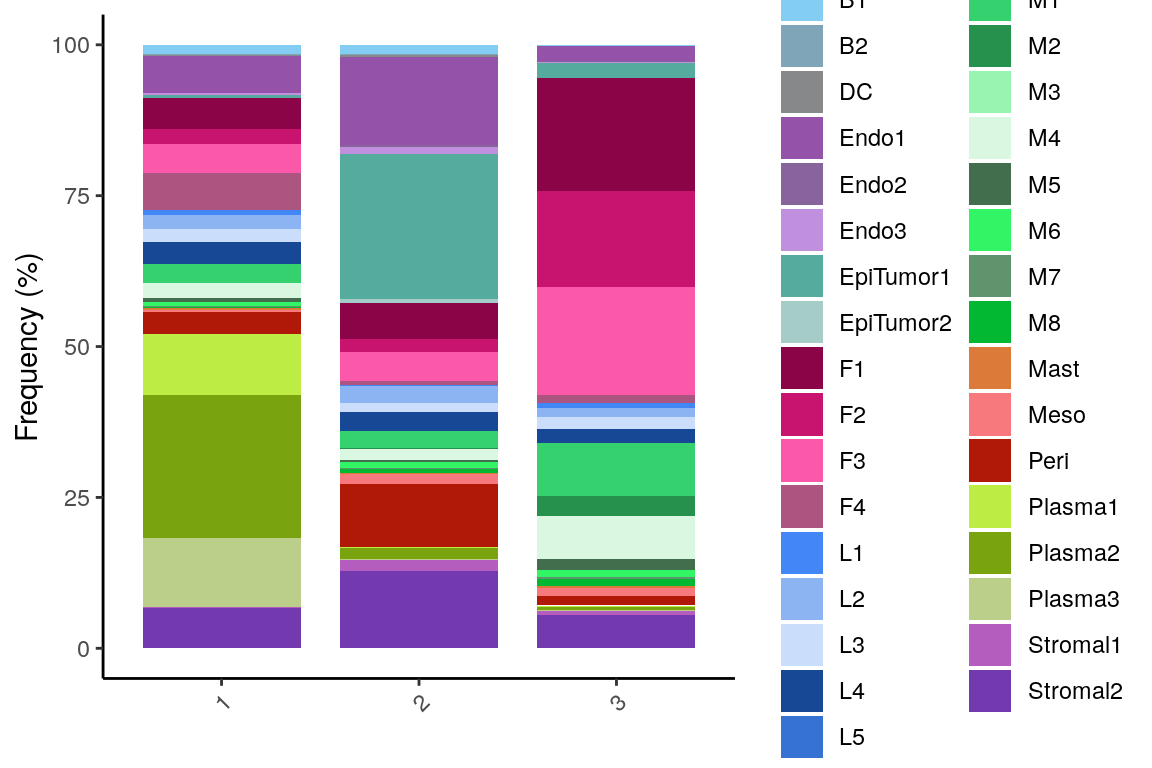 Frequency (%)
100
75
50
25
0
1
2
3
B1
B2
DC
Endo1
Endo2
Endo3
EpiTumor1
EpiTumor2
F1
F2
F3
F4
L1
L2
L3
L4
L5
M1
M2
M3
M4
M5
M6
M7
M8
Mast
Meso
Peri
Plasma1
Plasma2
Plasma3
Stromal1
Stromal2